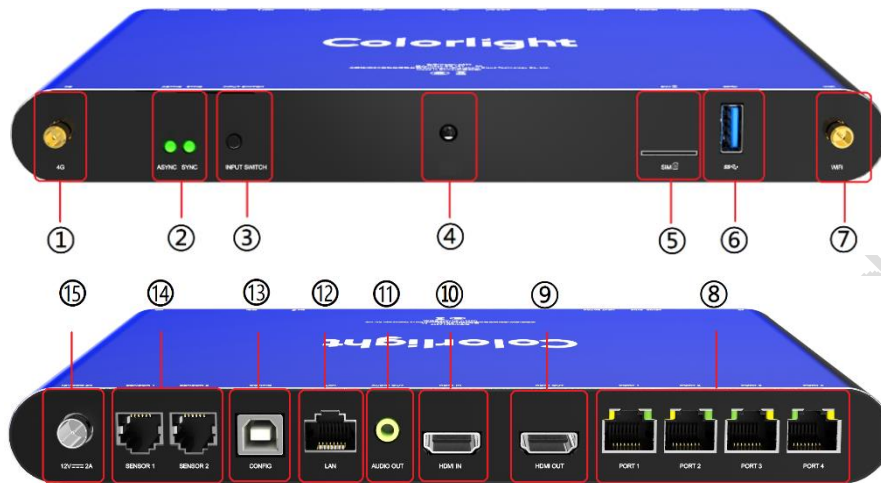 Colorlight
4G
ASYNC SYNC
INPUT SWITCH
SIM
WIFI
① ② ③ ④ ⑤ ⑥ ⑦
⑮ ⑭ ⑬ ⑫ ⑪ ⑩ ⑨ ⑧
Colorlight
12V⎓2A
SENSOR 1
SENSOR 2
CONFIG
LAN
AUDIO OUT
HDMI IN
HDMI OUT
PORT 1
PORT 2
PORT 3
PORT 4